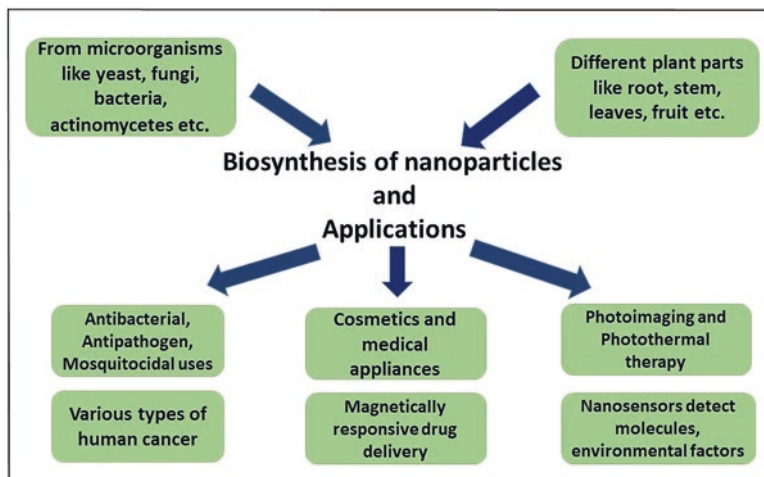 From microorganisms
like yeast, fungi,
bacteria,
actinomycetes etc.
Different plant parts
like root, stem,
leaves, fruit etc.
Biosynthesis of nanoparticles
and
Applications
Antibacterial,
Antipathogen,
Mosquitocidal uses
Cosmetics and
medical
appliances
Photoimaging and
Photothermal
therapy
Various types of
human cancer
Magnetically
responsive drug
delivery
Nanosensors detect
molecules,
environmental factors